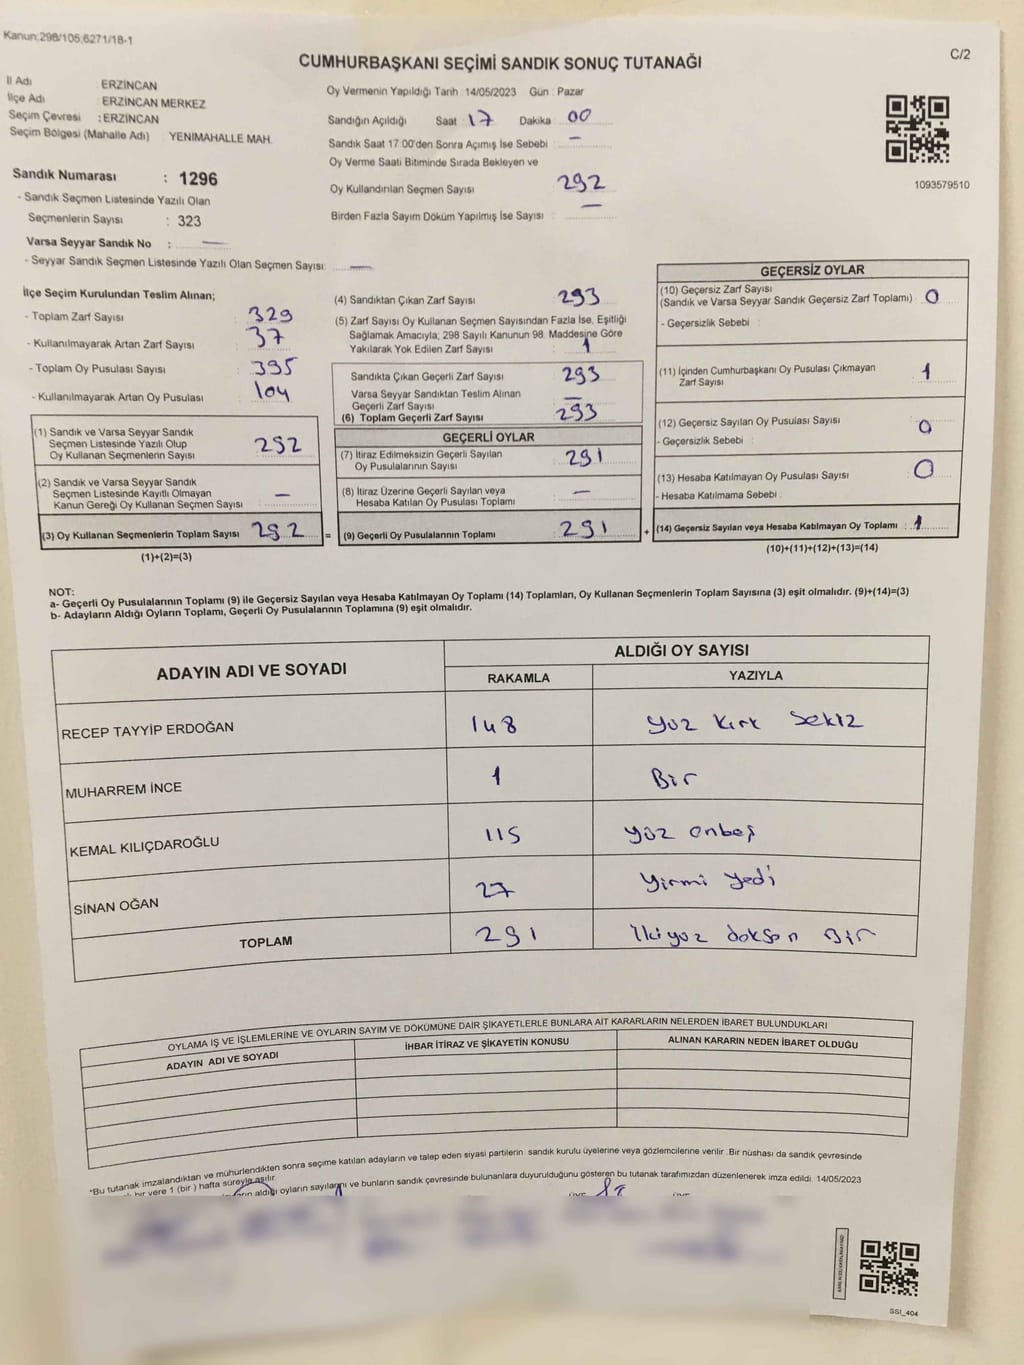 Kanun:298/105;6271/18-1
C/2
CUMHURBAŞKANI SEÇİMİ SANDIK SONUÇ TUTANAĞI
İl Adı : ERZİNCAN
İlçe Adı : ERZİNCAN MERKEZ
Seçim Çevresi : ERZİNCAN
Seçim Bölgesi (Mahalle Adı) : YENİMAHALLE MAH.
Sandık Numarası : 1296
- Sandık Seçmen Listesinde Yazılı Olan
Seçmenlerin Sayısı : 323
Varsa Seyyar Sandık No : —
- Seyyar Sandık Seçmen Listesinde Yazılı Olan Seçmen Sayısı: —
Oy Vermenin Yapıldığı Tarih : 14/05/2023 Gün : Pazar
Sandığın Açıldığı Saat : 17 Dakika : 00
Sandık Saat 17:00'den Sonra Açımış İse Sebebi : —
Oy Verme Saati Bitiminde Sırada Bekleyen ve
Oy Kullandırılan Seçmen Sayısı 292
Birden Fazla Sayım Döküm Yapılmış İse Sayısı : —
1093579510
İlçe Seçim Kurulundan Teslim Alınan;
- Toplam Zarf Sayısı : 329
- Kullanılmayarak Artan Zarf Sayısı : 37
- Toplam Oy Pusulası Sayısı : 395
- Kullanılmayarak Artan Oy Pusulası : 104
(1) Sandık ve Varsa Seyyar Sandık
Seçmen Listesinde Yazılı Olup
Oy Kullanan Seçmenlerin Sayısı : 292
(2) Sandık ve Varsa Seyyar Sandık
Seçmen Listesinde Kayıtlı Olmayan
Kanun Gereği Oy Kullanan Seçmen Sayısı —
(3) Oy Kullanan Seçmenlerin Toplam Sayısı : 292
(1)+(2)=(3)
(4) Sandıktan Çıkan Zarf Sayısı : 293
(5) Zarf Sayısı Oy Kullanan Seçmen Sayısından Fazla İse, Eşitliği
Sağlamak Amacıyla; 298 Sayılı Kanunun 98. Maddesine Göre
Yakılarak Yok Edilen Zarf Sayısı : 1
Sandıkta Çıkan Geçerli Zarf Sayısı : 293
Varsa Seyyar Sandıktan Teslim Alınan
Geçerli Zarf Sayısı —
(6) Toplam Geçerli Zarf Sayısı : 293
GEÇERLİ OYLAR
(7) İtiraz Edilmeksizin Geçerli Sayılan
Oy Pusulalarının Sayısı : 291
(8) İtiraz Üzerine Geçerli Sayılan veya
Hesaba Katılan Oy Pusulası Toplamı : —
= (9) Geçerli Oy Pusulalarının Toplamı : 291 +
GEÇERSİZ OYLAR
(10) Geçersiz Zarf Sayısı
(Sandık ve Varsa Seyyar Sandık Geçersiz Zarf Toplamı) : 0
- Geçersizlik Sebebi :
(11) İçinden Cumhurbaşkanı Oy Pusulası Çıkmayan
Zarf Sayısı : 1
(12) Geçersiz Sayılan Oy Pusulası Sayısı : 0
- Geçersizlik Sebebi :
(13) Hesaba Katılmayan Oy Pusulası Sayısı : 0
- Hesaba Katılmama Sebebi :
(14) Geçersiz Sayılan veya Hesaba Katılmayan Oy Toplamı : 1
(10)+(11)+(12)+(13)=(14)
NOT:
a- Geçerli Oy Pusulalarının Toplamı (9) ile Geçersiz Sayılan veya Hesaba Katılmayan Oy Toplamı (14) Toplamları, Oy Kullanan Seçmenlerin Toplam Sayısına (3) eşit olmalıdır. (9)+(14)=(3)
b- Adayların Aldığı Oyların Toplamı, Geçerli Oy Pusulalarının Toplamına (9) eşit olmalıdır.
ADAYIN ADI VE SOYADI ALDIĞI OY SAYISI
RAKAMLA YAZIYLA
RECEP TAYYİP ERDOĞAN 148 Yüz Kırk Sekiz
MUHARREM İNCE 1 Bir
KEMAL KILIÇDAROĞLU 115 Yüz Onbeş
SİNAN OĞAN 27 Yirmi Yedi
TOPLAM 291 İkiyüz doksan Bir
OYLAMA İŞ VE İŞLEMLERİNE VE OYLARIN SAYIM VE DÖKÜMÜNE DAİR ŞİKAYETLERLE BUNLARA AİT KARARLARIN NELERDEN İBARET BULUNDUKLARI
ADAYIN ADI VE SOYADI İHBAR İTİRAZ VE ŞİKAYETİN KONUSU ALINAN KARARIN NEDEN İBARET OLDUĞU
"Bu tutanak imzalandıktan ve mühürlendikten sonra seçime katılan adayların ve talep eden siyasi partilerin sandık kurulu üyelerine veya gözlemcilerine verilir. Bir nüshası da sandık çevresinde
bir yere 1 (bir ) hafta süreyle asılır.
aldığı oyların sayılarını ve bunların sandık çevresinde bulunanlara duyurulduğunu gösteren bu tutanak tarafımızdan düzenlenerek imza edildi. 14/05/2023
SSI_404